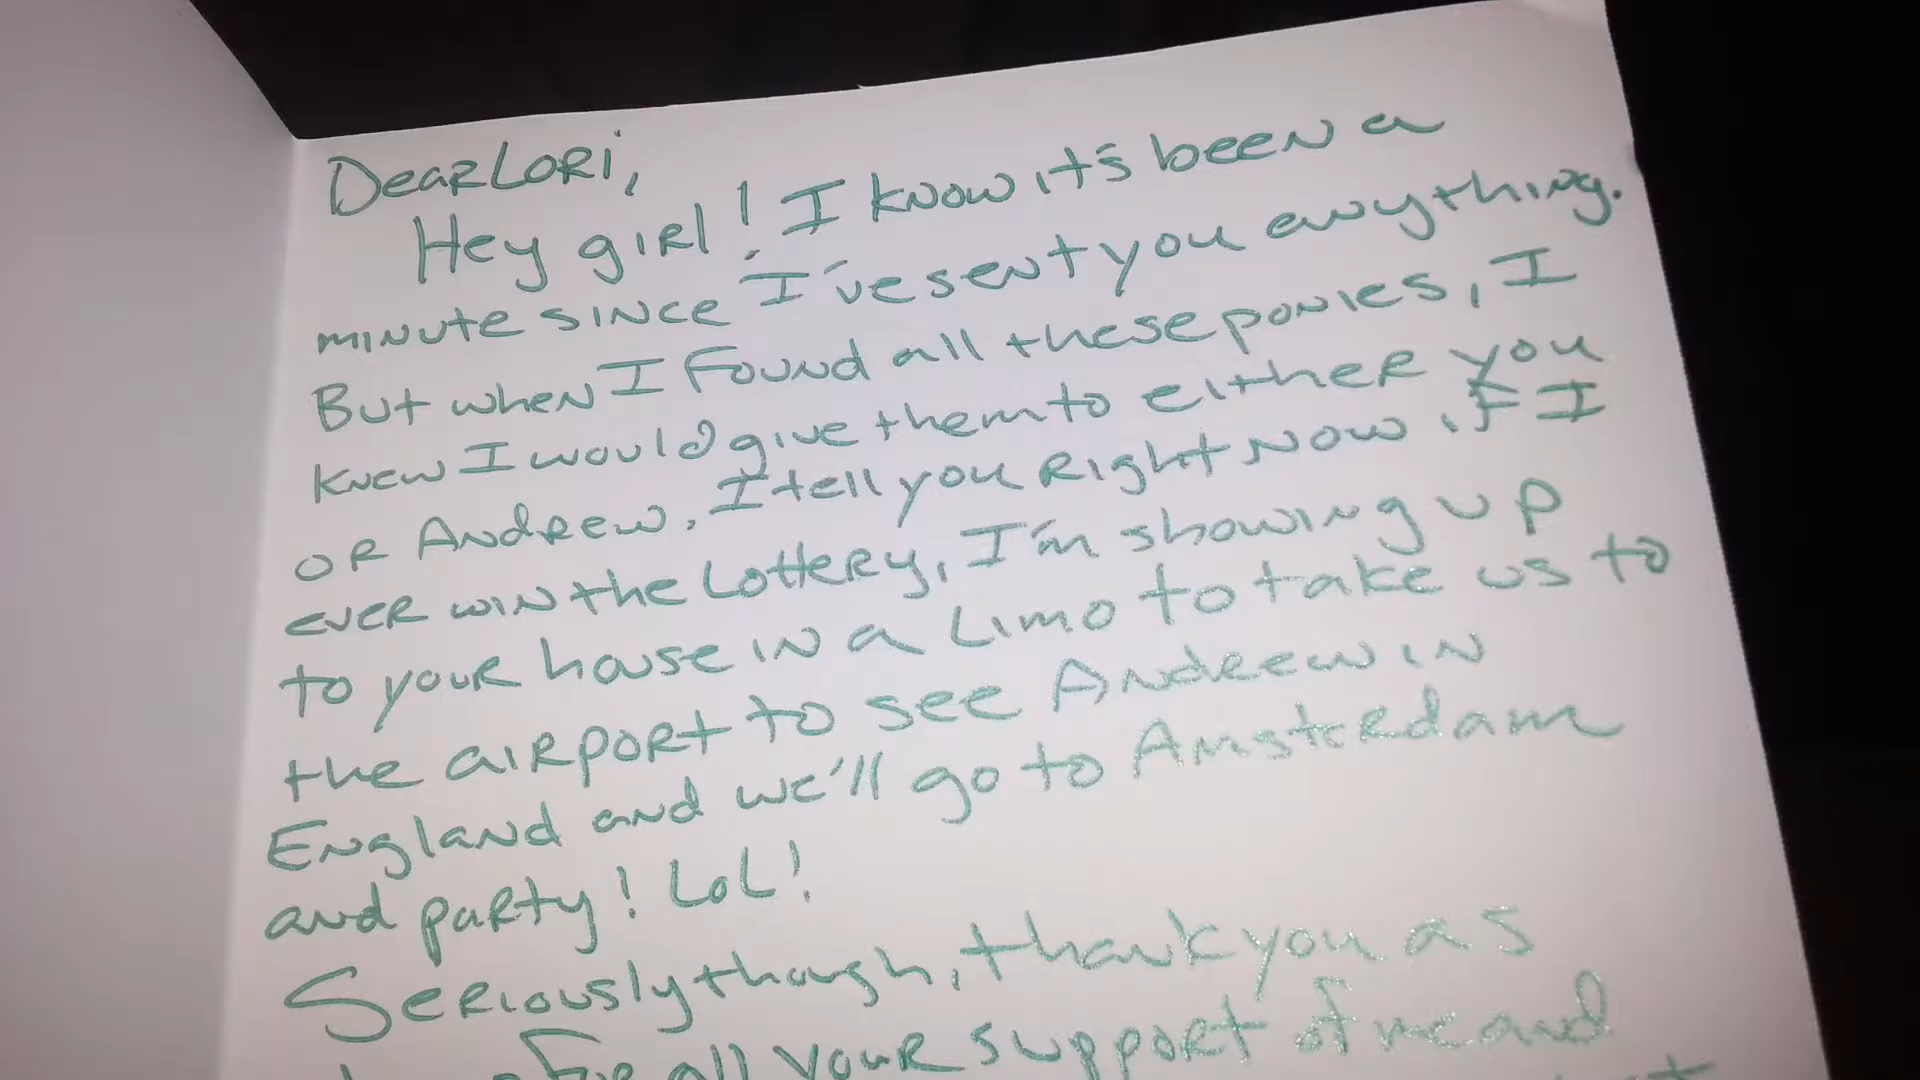 Dear Lori,
Hey girl! I know it's been a
minute since I've sent you anything.
But when I found all these ponies, I
knew I would give them to either you
or Andrew. I tell you right now if I
ever win the Lottery, I'm showing up
to your house in a Limo to take us to
the airport to see Andrew in
England and we'll go to Amsterdam
and party! LoL!
Seriously though, thank you as
for all your support of me and